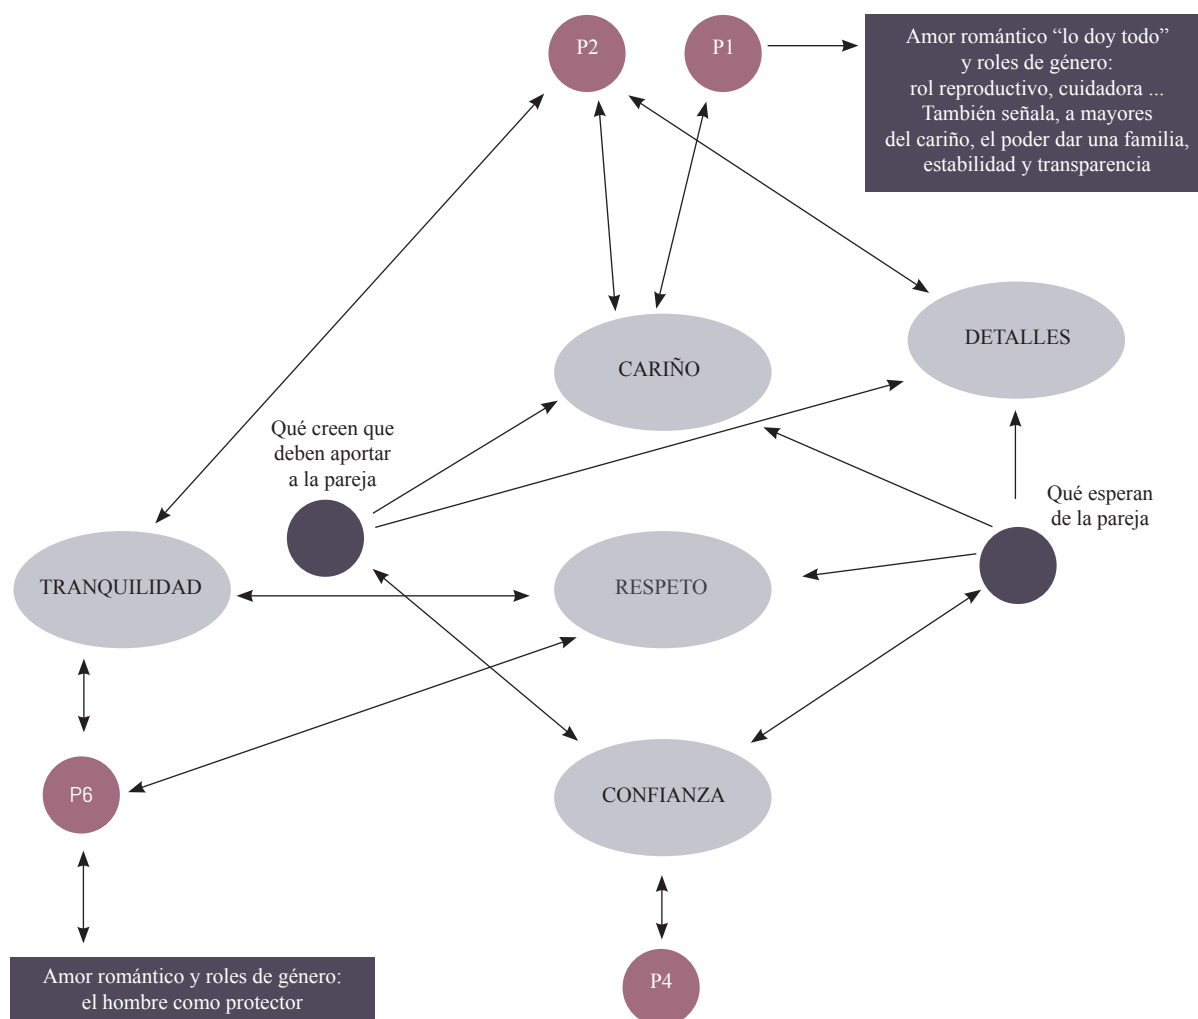 P2
P1
Amor romántico “lo doy todo”
y roles de género:
rol reproductivo, cuidadora ...
También señala, a mayores
del cariño, el poder dar una familia,
estabilidad y transparencia
DETALLES
CARIÑO
Qué creen que
deben aportar
a la pareja
Qué esperan
de la pareja
TRANQUILIDAD
RESPETO
P6
CONFIANZA
Amor romántico y roles de género:
el hombre como protector
P4